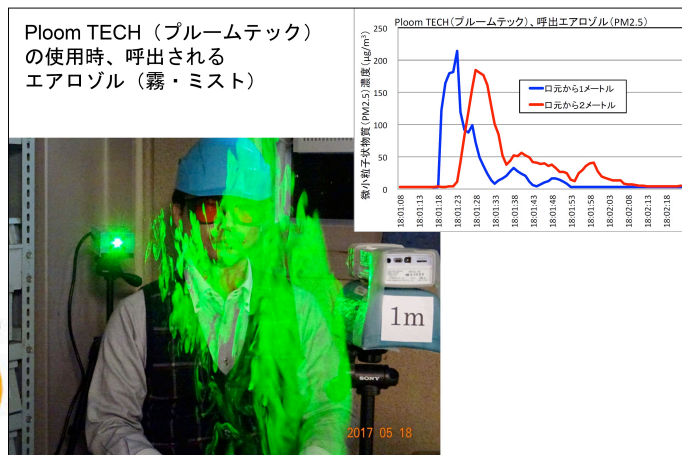 Ploom TECH（プルームテック）
の使用時、呼出される
エアロゾル（霧・ミスト）
Ploom TECH（プルームテック）、呼出エアロゾル（PM2.5）
微小粒子状物質（PM2.5）濃度（μg/m³）
250
200
150
100
50
0
口元から1メートル
口元から2メートル
18:01:08
18:01:13
18:01:18
18:01:23
18:01:28
18:01:33
18:01:38
18:01:43
18:01:48
18:01:53
18:01:58
18:02:03
18:02:08
18:02:13
18:02:18
1m
SONY
2017 05 18